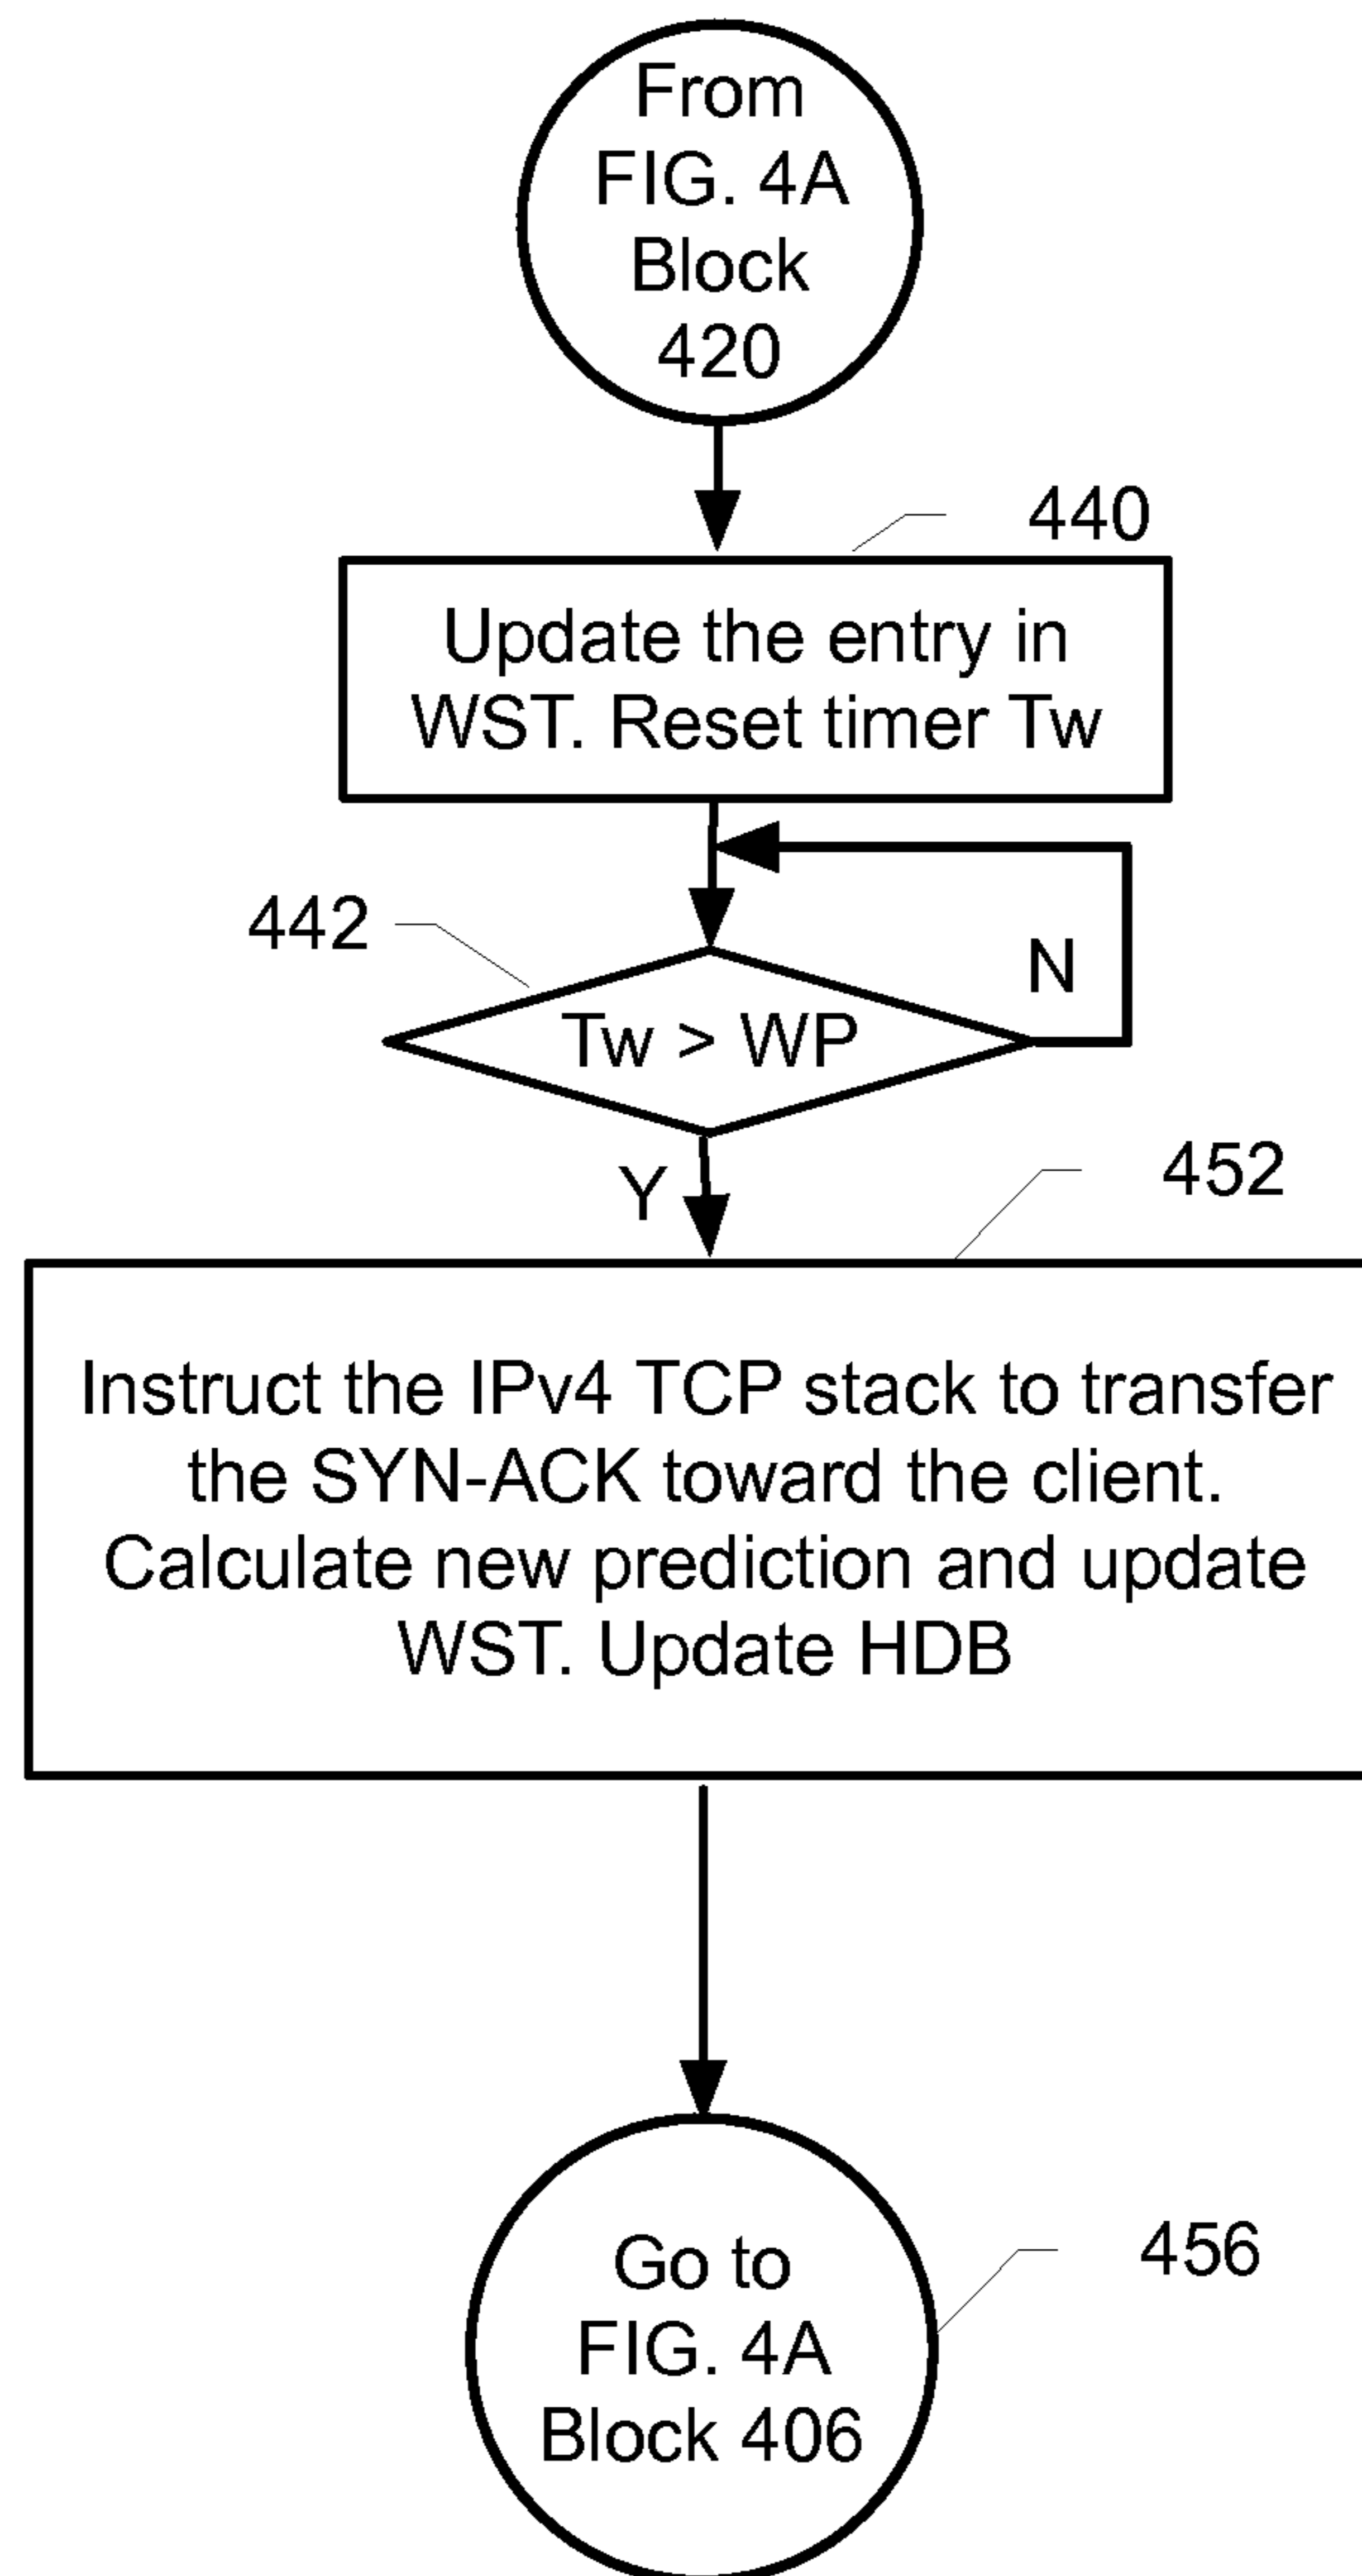 From
FIG. 4A
Block
420
440
Update the entry in
WST. Reset timer Tw
442
N
Tw > WP
Y
452
Instruct the IPv4 TCP stack to transfer
the SYN-ACK toward the client.
Calculate new prediction and update
WST. Update HDB
456
Go to
FIG. 4A
Block 406